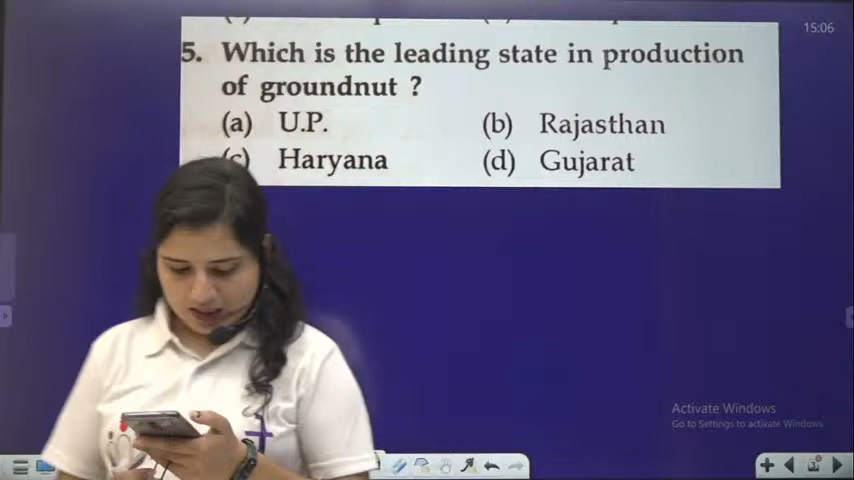 15:06
5. Which is the leading state in production
of groundnut ?
(a) U.P. (b) Rajasthan
(c) Haryana (d) Gujarat
Activate Windows
Go to Settings to activate Windows.